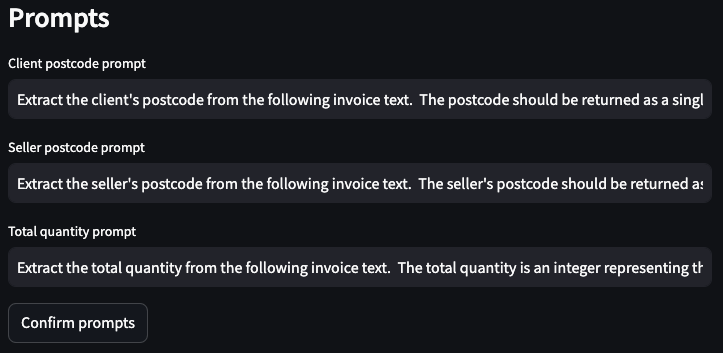 Prompts
Client postcode prompt
Extract the client's postcode from the following invoice text.  The postcode should be returned as a singl
Seller postcode prompt
Extract the seller's postcode from the following invoice text.  The seller's postcode should be returned as
Total quantity prompt
Extract the total quantity from the following invoice text.  The total quantity is an integer representing th
Confirm prompts